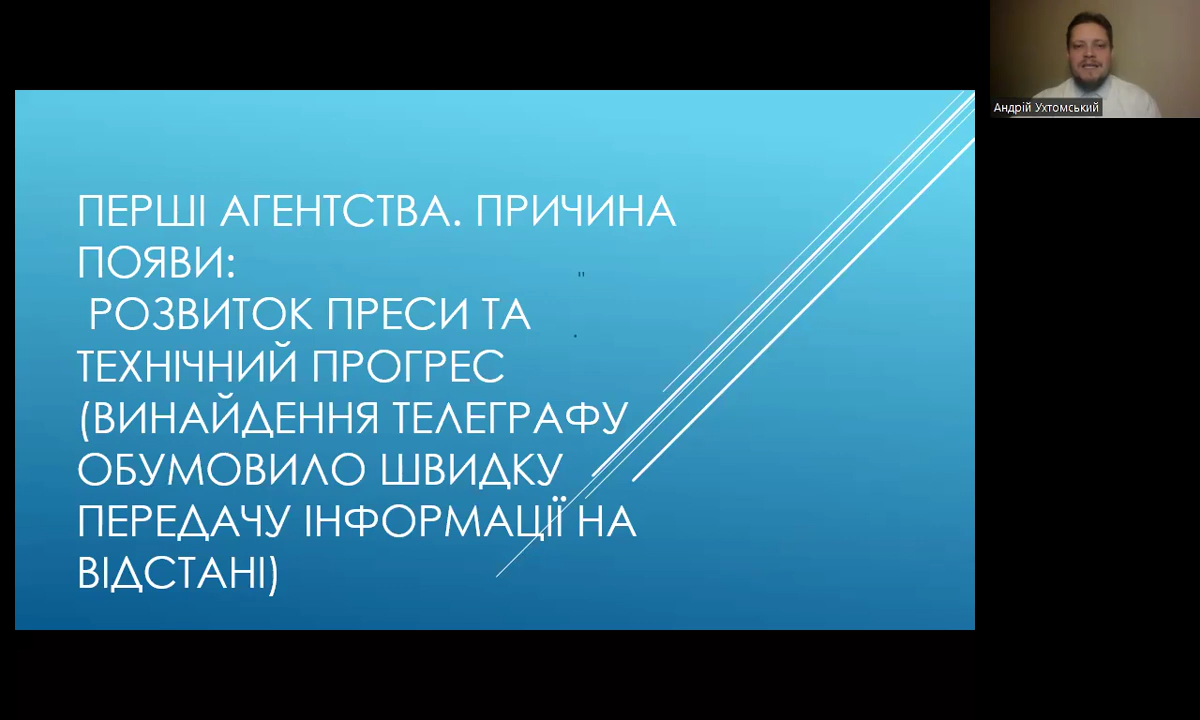 ПЕРШІ АГЕНТСТВА. ПРИЧИНА
ПОЯВИ:
РОЗВИТОК ПРЕСИ ТА
ТЕХНІЧНИЙ ПРОГРЕС
(ВИНАЙДЕННЯ ТЕЛЕГРАФУ
ОБУМОВИЛО ШВИДКУ
ПЕРЕДАЧУ ІНФОРМАЦІЇ НА
ВІДСТАНІ)
"
.
Андрій Ухтомський